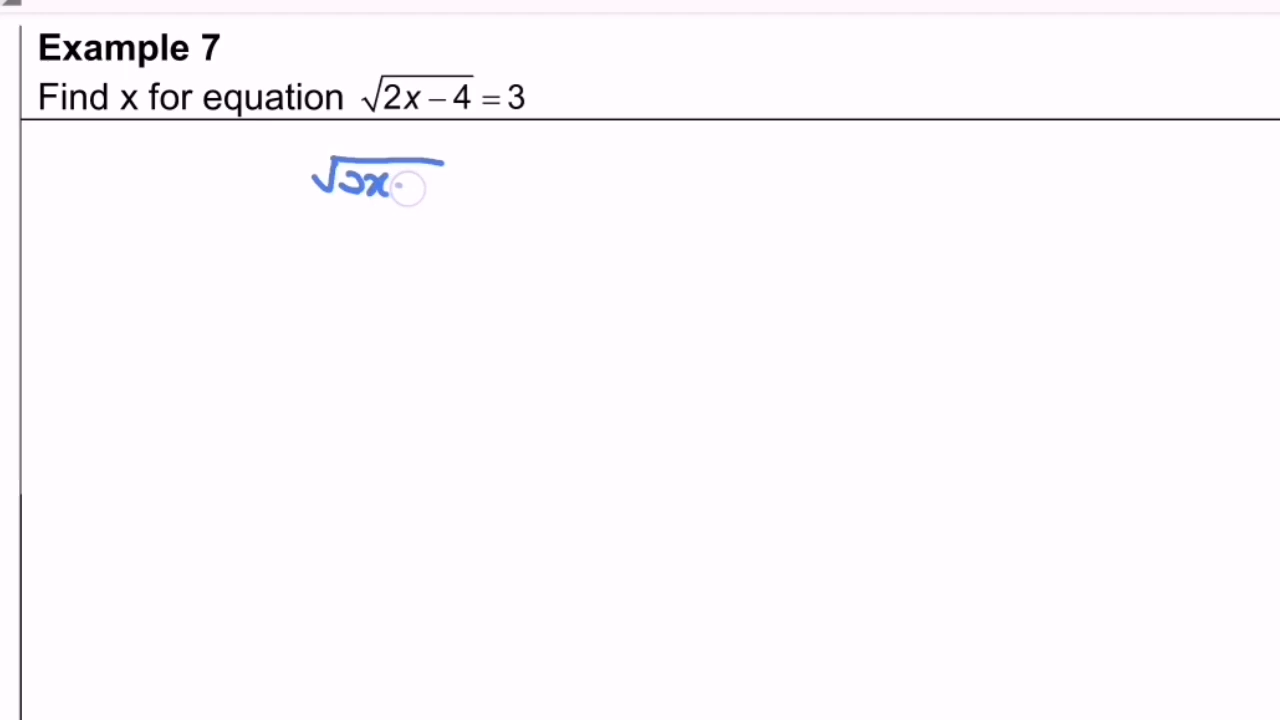 Example 7
Find x for equation √2x – 4 = 3
√2x